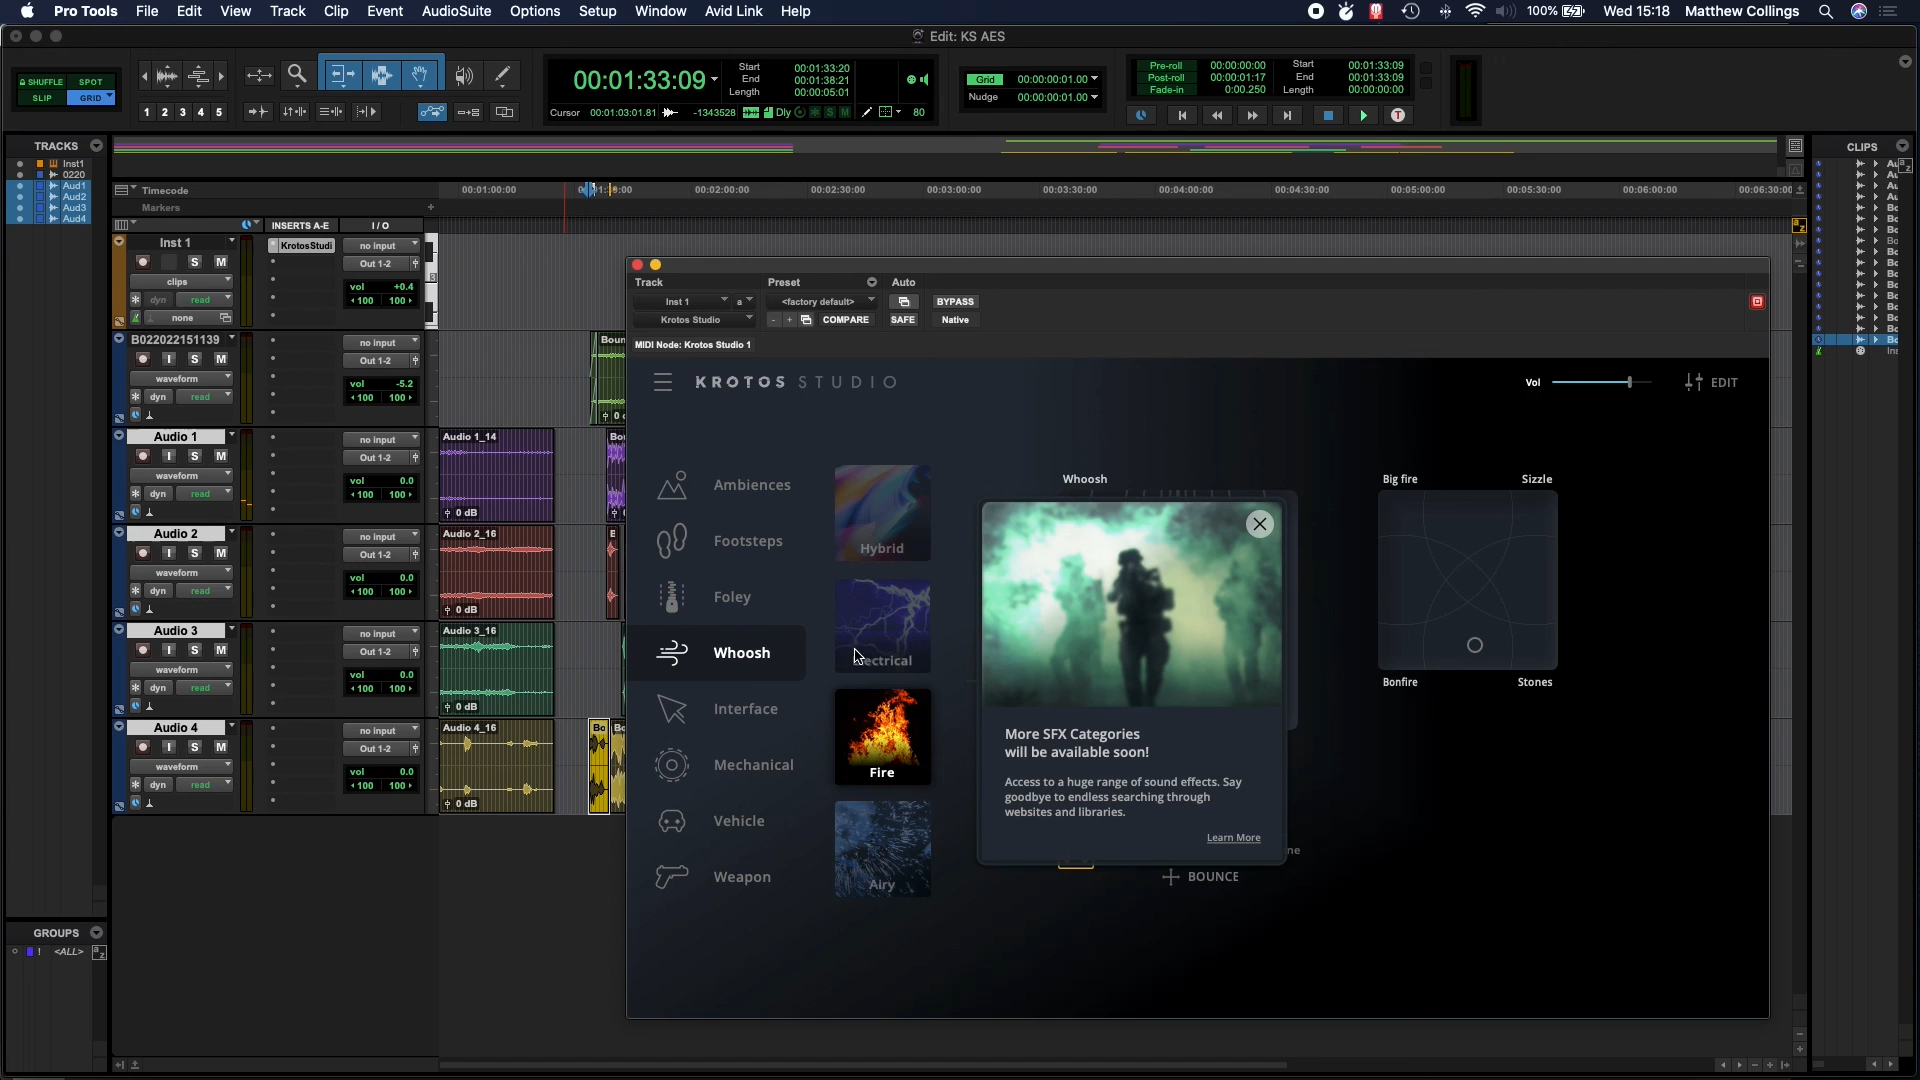 Pro Tools File Edit View Track Clip Event AudioSuite Options Setup Window Avid Link Help
100% Wed 15:18 Matthew Collings
Edit: KS AES
SHUFFLE SPOT
SLIP GRID
1 2 3 4 5
00:01:33:09
Start 00:01:33:20
End 00:01:38:21
Length 00:00:05:01
Cursor 00:01:03:01.81 -1343528 Dly S M 80
Grid 00:00:00:01.00
Nudge 00:00:00:01.00
Pre-roll 00:00:00:00
Post-roll 00:00:01:17
Fade-in 0:00.250
Start 00:01:33:09
End 00:01:33:09
Length 00:00:00:00
T
TRACKS
Inst1
0220
Aud1
Aud2
Aud3
Aud4
CLIPS
Timecode
00:01:00:00 00:02:00:00 00:02:30:00 00:03:00:00 00:03:30:00 00:04:00:00 00:04:30:00 00:05:00:00 00:05:30:00 00:06:00:00 00:06:30:00
Markers
INSERTS A-E I / O
Inst 1
KrotosStudi
no input
S M
Out 1-2
clips
vol +0.4
dyn read
100 100
none
B022022151139
no input
I S M
Out 1-2
waveform
vol -5.2
dyn read
100 100
Boun
Audio 1
no input
I S M
Out 1-2
waveform
vol 0.0
dyn read
100 100
Audio 1_14
0 dB
Audio 2
no input
I S M
Out 1-2
waveform
vol 0.0
dyn read
100 100
Audio 2_16
0 dB
Audio 3
no input
I S M
Out 1-2
waveform
vol 0.0
dyn read
100 100
Audio 3_16
0 dB
Audio 4
no input
I S M
Out 1-2
waveform
vol 0.0
dyn read
100 100
Audio 4_16
Bo
0 dB
GROUPS
! <ALL>
Track Preset Auto
Inst 1 a <factory default> BYPASS
Krotos Studio - + COMPARE SAFE Native
MIDI Node: Krotos Studio 1
KROTOS STUDIO
Vol
EDIT
Ambiences
Footsteps
Foley
Whoosh
Interface
Mechanical
Vehicle
Weapon
Hybrid
ectrical
Fire
Airy
Whoosh
Big fire Sizzle
Bonfire Stones
More SFX Categories
will be available soon!
Access to a huge range of sound effects. Say
goodbye to endless searching through
websites and libraries.
Learn More
ne
BOUNCE